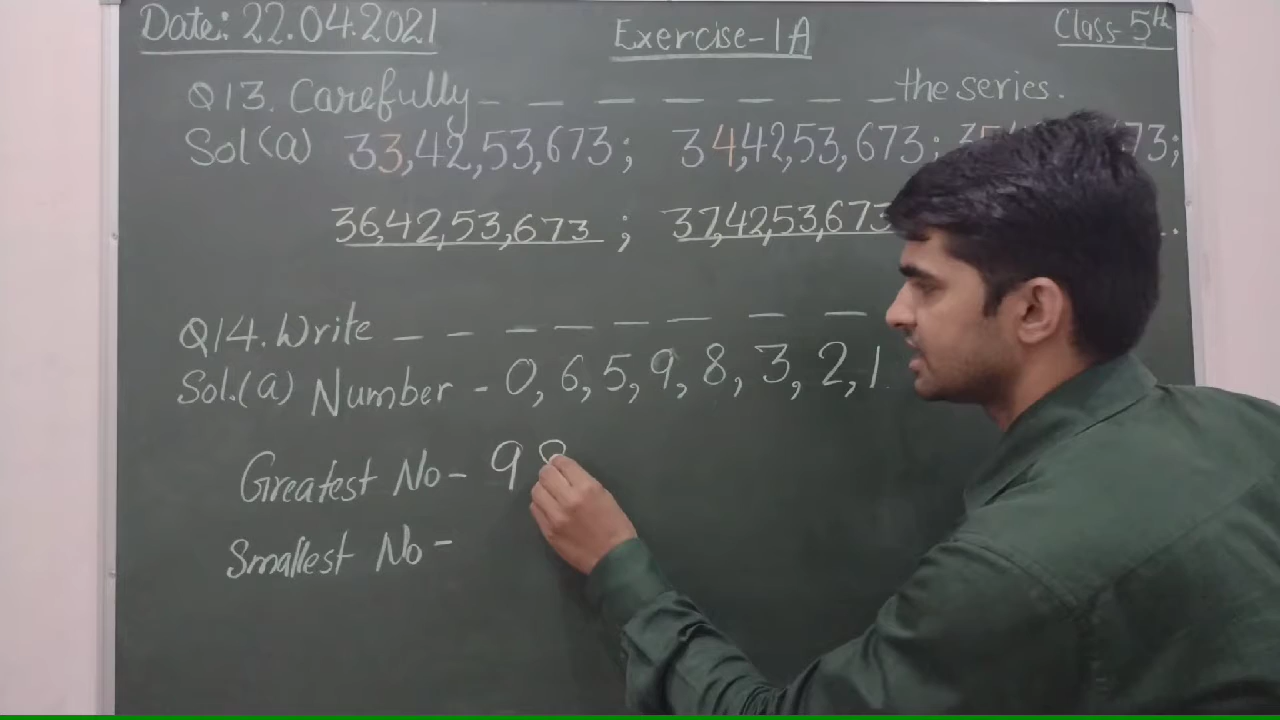 Date: 22.04.2021 Exercise-1A Class-5th
Q13. Carefully _ _ _ _ _ _ _ _ the series.
Sol(a) 33,42,53,673; 34,42,53,673; 73;
36,42,53,673; 37,42,53,673
Q14. Write _ _ _ _ _ _ _ _
Sol.(a) Number - 0, 6, 5, 9, 8, 3, 2, 1
Greatest No- 98
Smallest No-